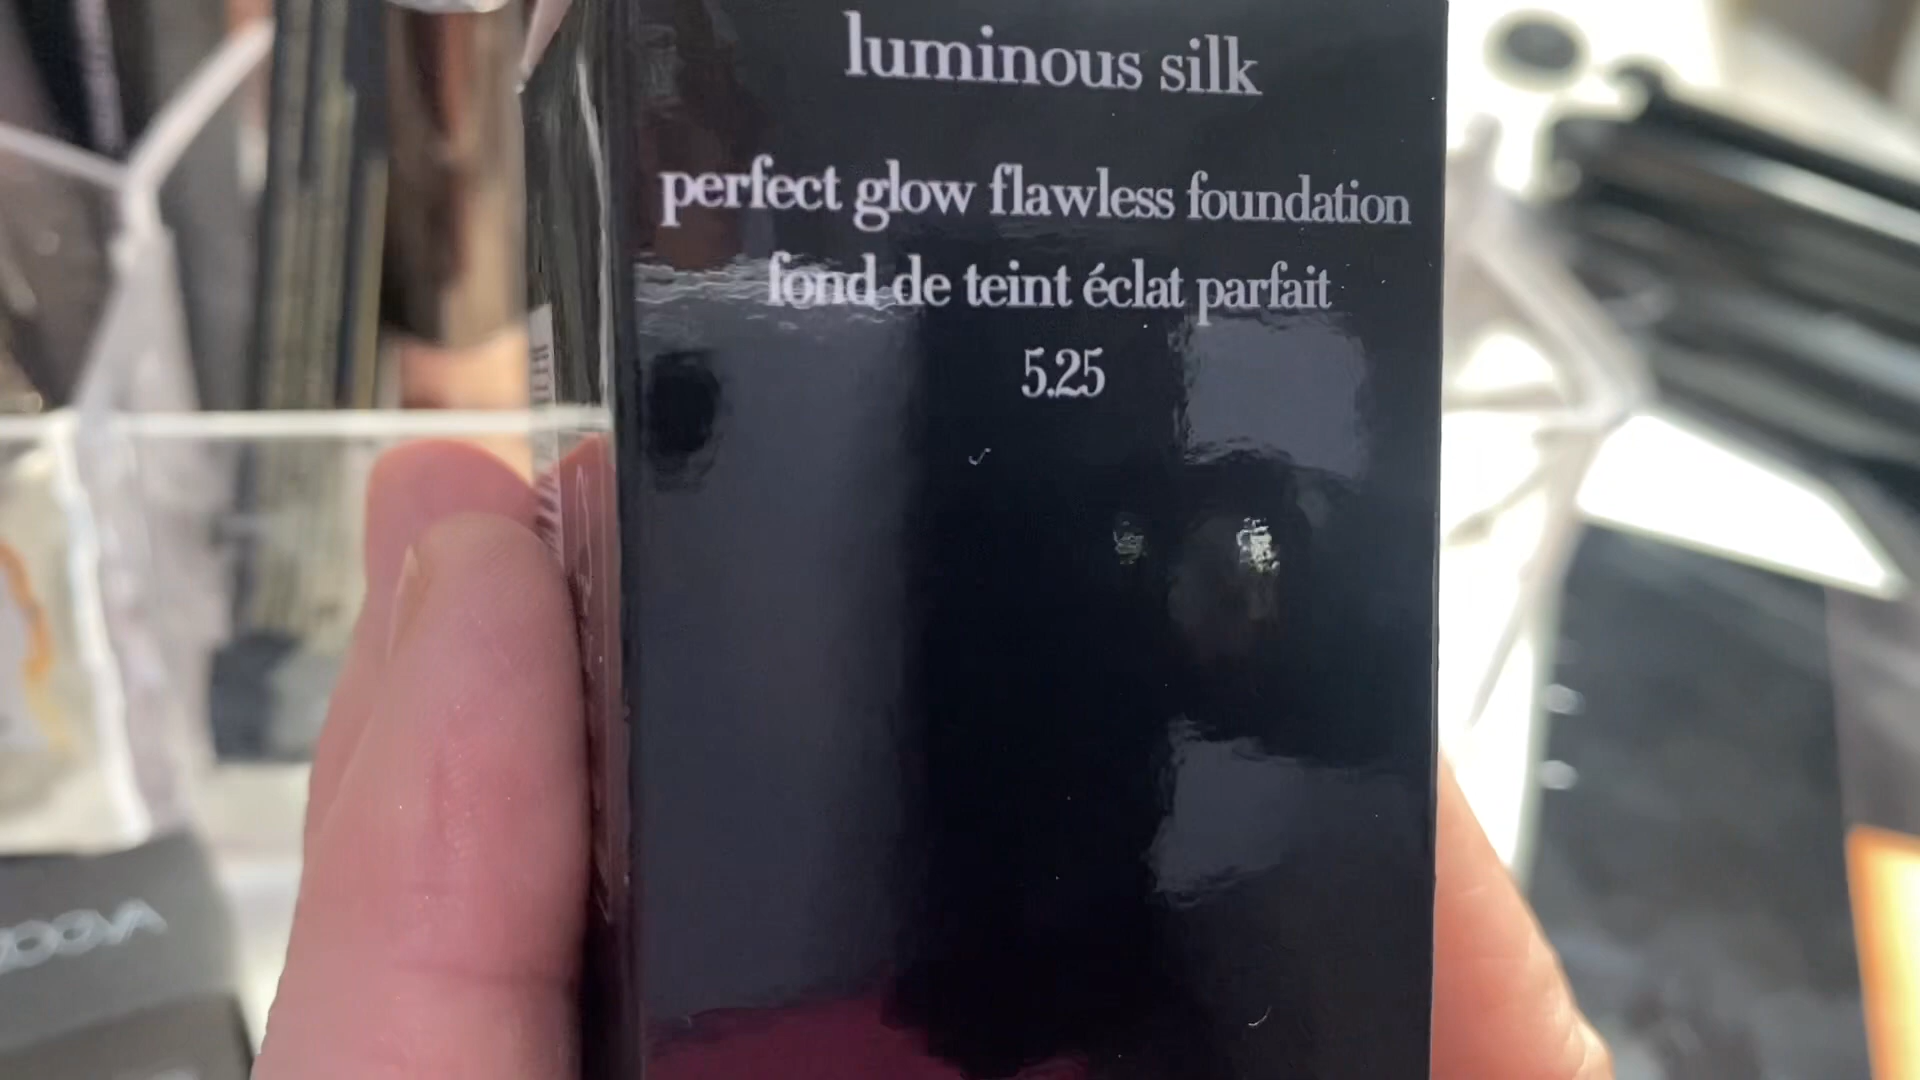 luminous silk
perfect glow flawless foundation
fond de teint éclat parfait
5.25